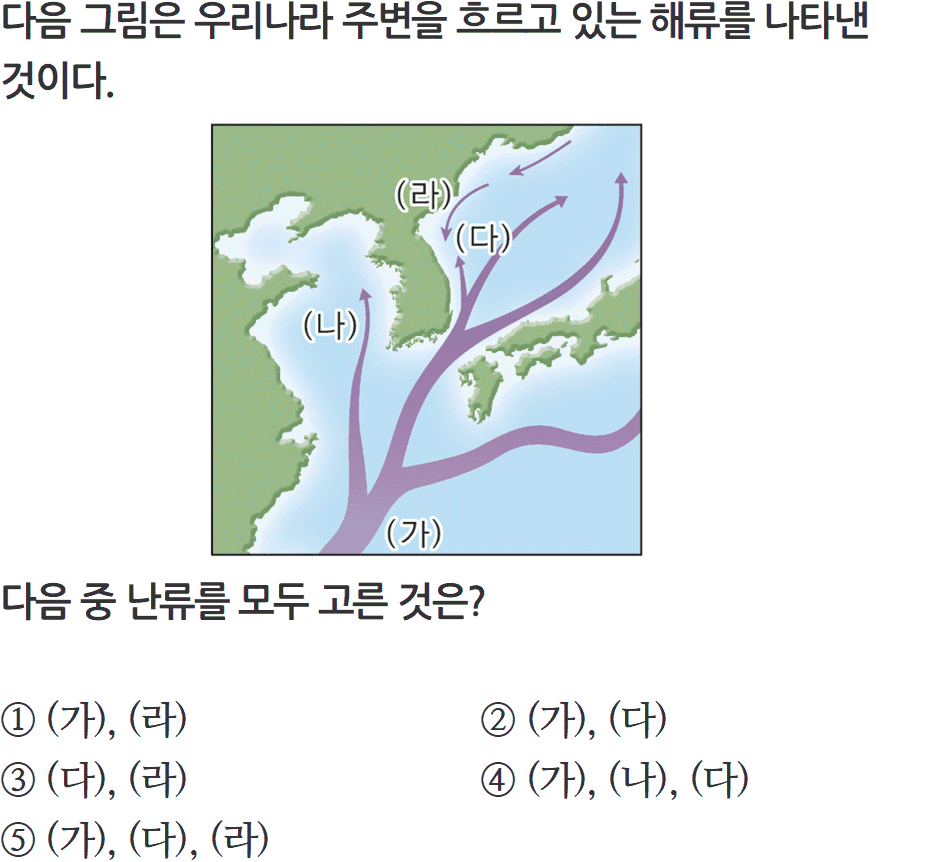 다음 그림은 우리나라 주변을 흐르고 있는 해류를 나타낸
것이다.
(라)
(다)
(나)
(가)
다음 중 난류를 모두 고른 것은?
① (가), (라)
② (가), (다)
③ (다), (라)
④ (가), (나), (다)
⑤ (가), (다), (라)